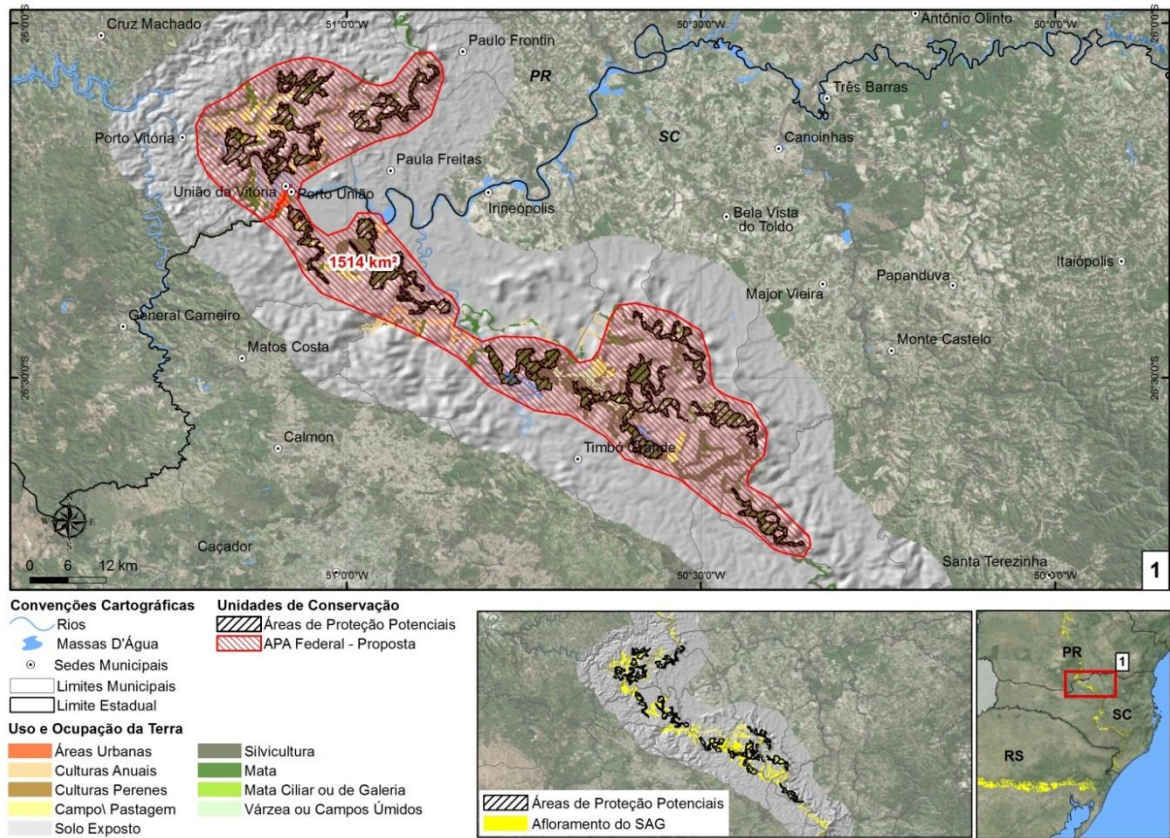 51°0'0"W
50°30'0"W
50°0'0"W
26°0'0"S
26°0'0"S
Cruz Machado
Antônio Olinto
Paulo Frontin
PR
Três Barras
SC
Canoinhas
Porto Vitória
Paula Freitas
União da Vitória
Porto União
Irineópolis
Bela Vista
do Toldo
1514 km²
Itaiópolis
Papanduva
Major Vieira
General Carneiro
Monte Castelo
Matos Costa
26°30'0"S
26°30'0"S
Calmon
Timbó Grande
N
W
E
S
Caçador
Santa Terezinha
0 6 12 km
51°0'0"W
50°30'0"W
50°0'0"W
1
Convenções Cartográficas
Rios
Massas D'Água
Sedes Municipais
Limites Municipais
Limite Estadual
Unidades de Conservação
Áreas de Proteção Potenciais
APA Federal - Proposta
Uso e Ocupação da Terra
Áreas Urbanas
Culturas Anuais
Culturas Perenes
Campo\ Pastagem
Solo Exposto
Silvicultura
Mata
Mata Ciliar ou de Galeria
Várzea ou Campos Úmidos
Áreas de Proteção Potenciais
Afloramento do SAG
PR
1
SC
RS